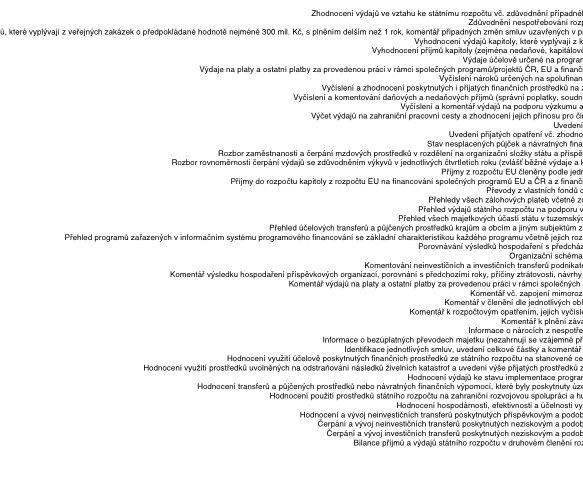 Zhodnocení výdajů ve vztahu ke státnímu rozpočtu vč. zdůvodnění případné
Zdůvodnění nespotřebování roz
ů, které vyplývají z veřejných zakázek o předpokládané hodnotě nejméně 300 mil. Kč, s plněním delším než 1 rok, komentář případných změn smluv uzavřených v
Vyhodnocení výdajů kapitoly, které vyplývají z
Vyhodnocení příjmů kapitoly (zejména nedaňové, kapitálov
Výdaje účelově určené na program
Výdaje na platy a ostatní platby za provedenou práci v rámci společných programů/projektů ČR, EU a finanč
Vyčíslení nároků určených na spolufinan
Vyčíslení a zhodnocení poskytnutých i přijatých finančních prostředků na
Vyčíslení a komentování daňových a nedaňových příjmů (správní poplatky, soudn
Vyčíslení a komentář výdajů na podporu výzkumu a
Výčet výdajů na zahraniční pracovní cesty a zhodnocení jejich přínosu pro či
Uvedení
Uvedení přijatých opatření vč. zhodno
Stav nesplacených půjček a návratných fina
Rozbor zaměstnanosti a čerpání mzdových prostředků v rozdělení na organizační složky státu a příspě
Rozbor rovnoměrnosti čerpání výdajů se zdůvodněním výkyvů v jednotlivých čtvrtletích roku (zvlášť běžné výdaje a k
Příjmy z rozpočtu EU členěny podle jed
Příjmy do rozpočtu kapitoly z rozpočtu EU na financování společných programů EU a ČR a z finanč
Převody z vlastních fondů
Přehledy všech zálohových plateb včetně z
Přehled výdajů státního rozpočtu na podporu v
Přehled všech majetkových účastí státu v tuzemský
Přehled účelových transferů a půjčených prostředků krajům a obcím a jiným subjektům z
Přehled programů zařazených v informačním systému programového financování se základní charakteristikou každého programu včetně jejich roz
Porovnávání výsledků hospodaření s předcház
Organizační schéma
Komentování neinvestičních a investičních transferů podnikate
Komentář výsledku hospodaření příspěvkových organizací, porovnání s předchozími roky, příčiny ztrátovosti, návrhy
Komentář výdajů na platy a ostatní platby za provedenou práci v rámci společných
Komentář vč. zapojení mimoroz
Komentář v členění dle jednotlivých obl
Komentář k rozpočtovým opatřením, jejich vyčísle
Komentář k plnění záva
Informace o nárocích z nespotře
Informace o bezúplatných převodech majetku (nezahrnují se vzájemné př
Identifikace jednotlivých smluv, uvedení celkové částky a komentář
Hodnocení využití účelově poskytnutých finančních prostředků ze státního rozpočtu na stanovené ce
Hodnocení využití prostředků uvolněných na odstraňování následků živelních katastrof a uvedení výše přijatých prostředků z
Hodnocení výdajů ke stavu implementace progra
Hodnocení transferů a půjčených prostředků nebo návratných finančních výpomocí, které byly poskytnuty úze
Hodnocení použití prostředků státního rozpočtu na zahraniční rozvojovou spolupráci a hu
Hodnocení hospodárnosti, efektivnosti a účelnosti vy
Hodnocení a vývoj neinvestičních transferů poskytnutých příspěvkovým a podob
Čerpání a vývoj neinvestičních transferů poskytnutých neziskovým a podob
Čerpání a vývoj investičních transferů poskytnutých neziskovým a podob
Bilance příjmů a výdajů státního rozpočtu v druhovém členění roz